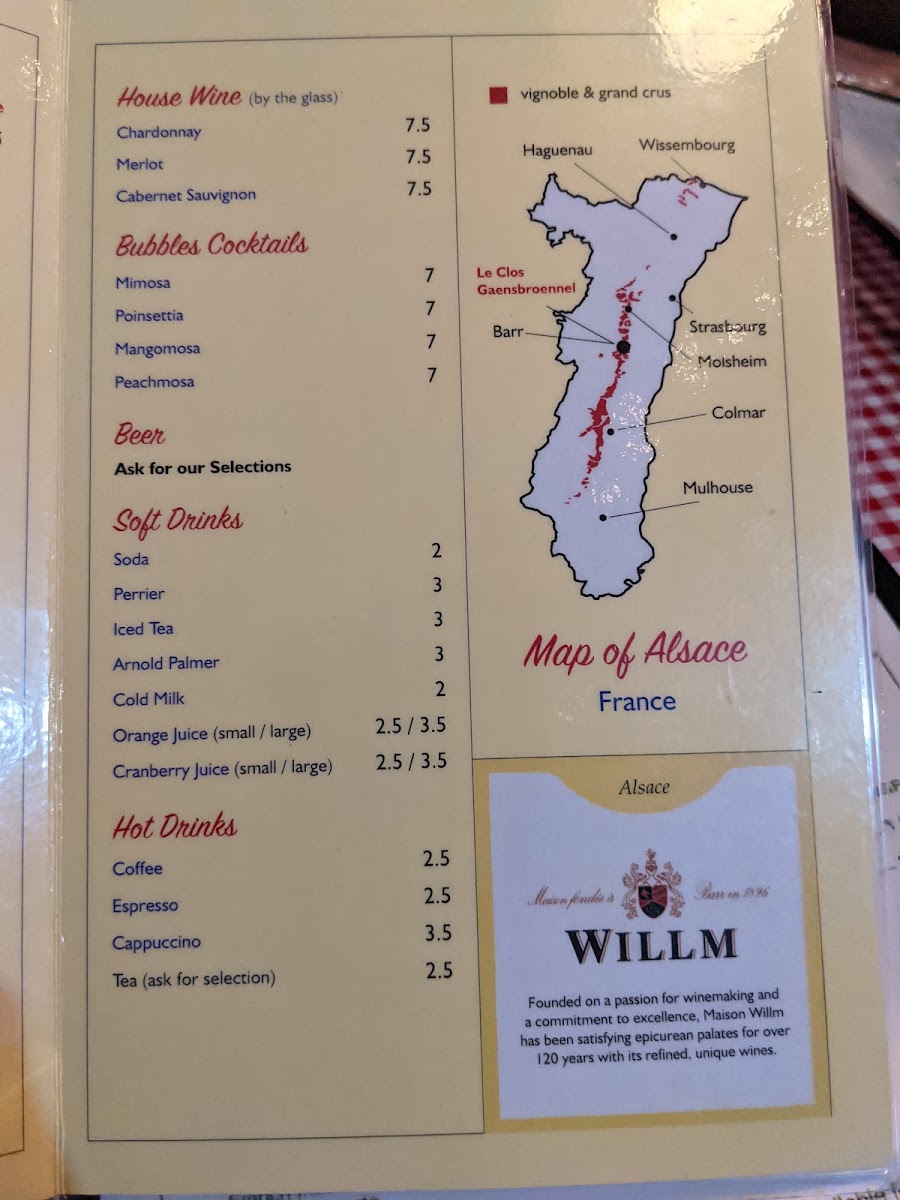 House Wine (by the glass)
Chardonnay 7.5
Merlot 7.5
Cabernet Sauvignon 7.5
Bubbles Cocktails
Mimosa 7
Poinsettia 7
Mangomosa 7
Peachmosa 7
Beer
Ask for our Selections
Soft Drinks
Soda 2
Perrier 3
Iced Tea 3
Arnold Palmer 3
Cold Milk 2
Orange Juice (small / large) 2.5 / 3.5
Cranberry Juice (small / large) 2.5 / 3.5
Hot Drinks
Coffee 2.5
Espresso 2.5
Cappuccino 3.5
Tea (ask for selection) 2.5
vignoble & grand crus
Haguenau
Wissembourg
Le Clos
Gaensbroennel
Barr
Strasbourg
Molsheim
Colmar
Mulhouse
Map of Alsace
France
Alsace
Maison fondée à Barr en 1896
WILLM
Founded on a passion for winemaking and
a commitment to excellence, Maison Willm
has been satisfying epicurean palates for over
120 years with its refined, unique wines.